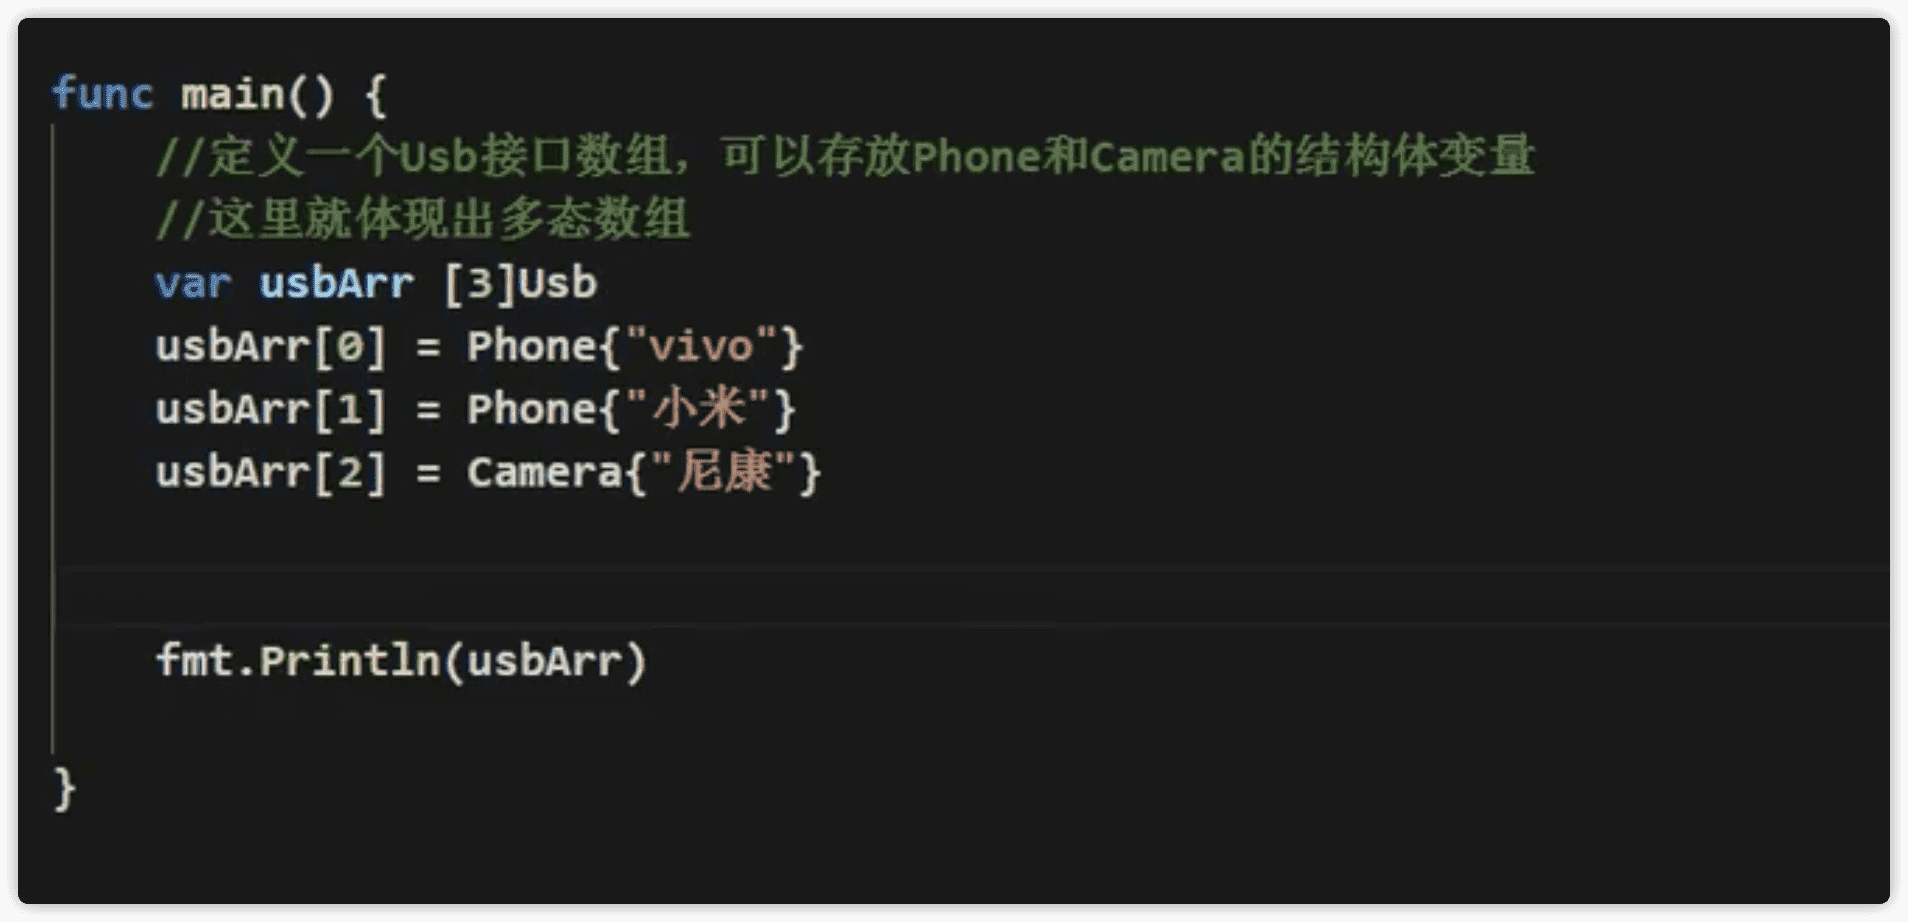 func main() {
//定义一个Usb接口数组，可以存放Phone和Camera的结构体变量
//这里就体现出多态数组
var usbArr [3]Usb
usbArr[0] = Phone{"vivo"}
usbArr[1] = Phone{"小米"}
usbArr[2] = Camera{"尼康"}
fmt.Println(usbArr)
}